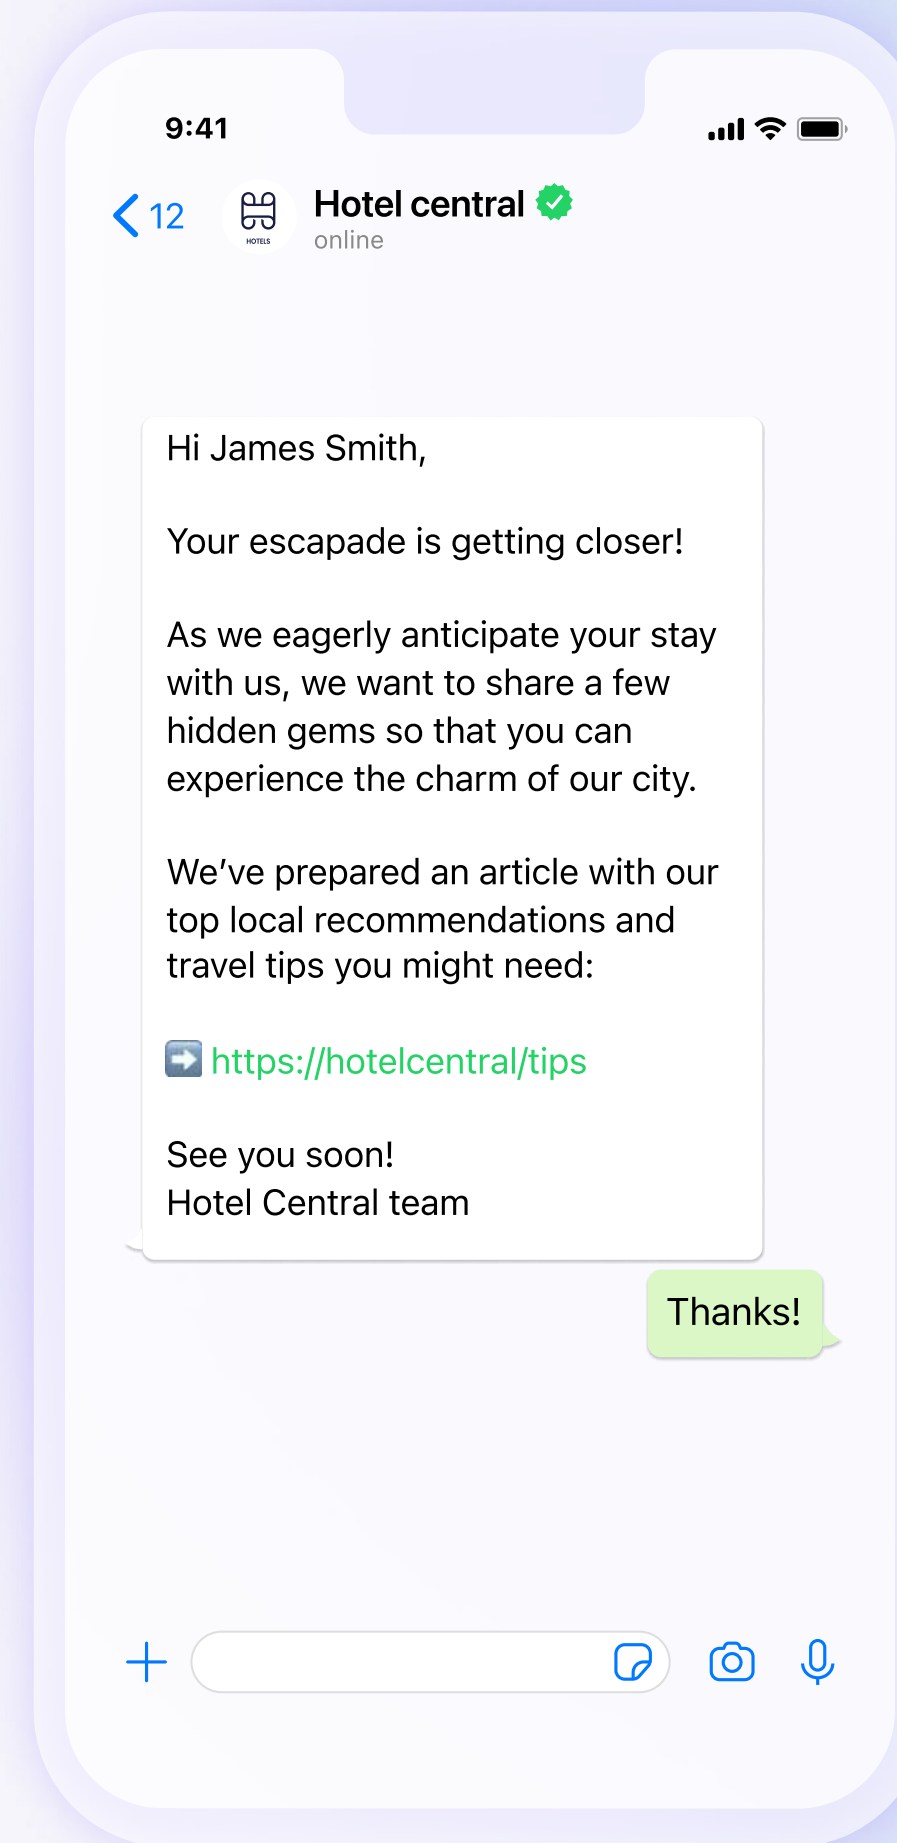 9:41
12
HOTELS
Hotel central
online
Hi James Smith,
Your escapade is getting closer!
As we eagerly anticipate your stay
with us, we want to share a few
hidden gems so that you can
experience the charm of our city.
We’ve prepared an article with our
top local recommendations and
travel tips you might need:
➡️ https://hotelcentral/tips
See you soon!
Hotel Central team
Thanks!